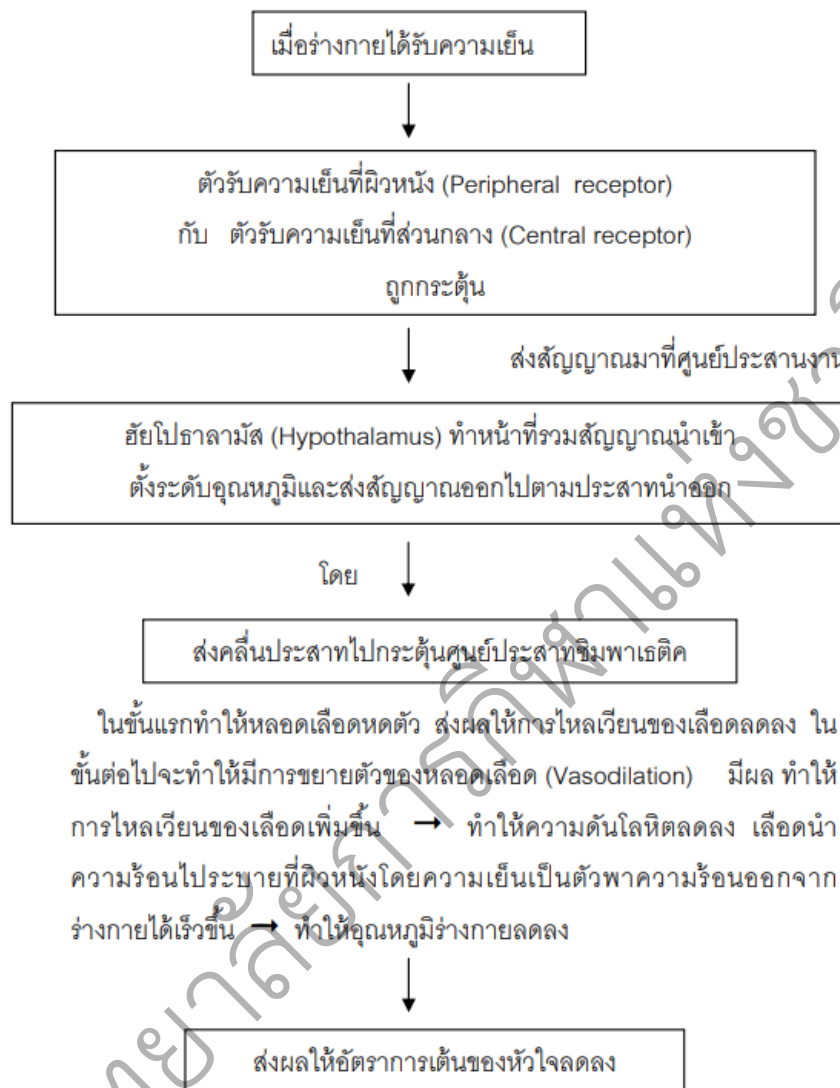 เมื่อร่างกายได้รับความเย็น
ตัวรับความเย็นที่ผิวหนัง (Peripheral receptor)
กับ ตัวรับความเย็นที่ส่วนกลาง (Central receptor)
ถูกกระตุ้น
ส่งสัญญาณมาที่ศูนย์ประสานงาน
ฮัยโปธาลามัส (Hypothalamus) ทำหน้าที่รวมสัญญาณนำเข้า
ตั้งระดับอุณหภูมิและส่งสัญญาณออกไปตามประสาทนำออก
โดย
ส่งคลื่นประสาทไปกระตุ้นศูนย์ประสาทซิมพาเธติค
ในขั้นแรกทำให้หลอดเลือดหดตัว ส่งผลให้การไหลเวียนของเลือดลดลง ใน
ขั้นต่อไปจะทำให้มีการขยายตัวของหลอดเลือด (Vasodilation) มีผล ทำให้
การไหลเวียนของเลือดเพิ่มขึ้น → ทำให้ความดันโลหิตลดลง เลือดนำ
ความร้อนไประบายที่ผิวหนังโดยความเย็นเป็นตัวพาความร้อนออกจาก
ร่างกายได้เร็วขึ้น → ทำให้อุณหภูมิร่างกายลดลง
ส่งผลให้อัตราการเต้นของหัวใจลดลง
ทยาลัยการกีฬาแห่งชา